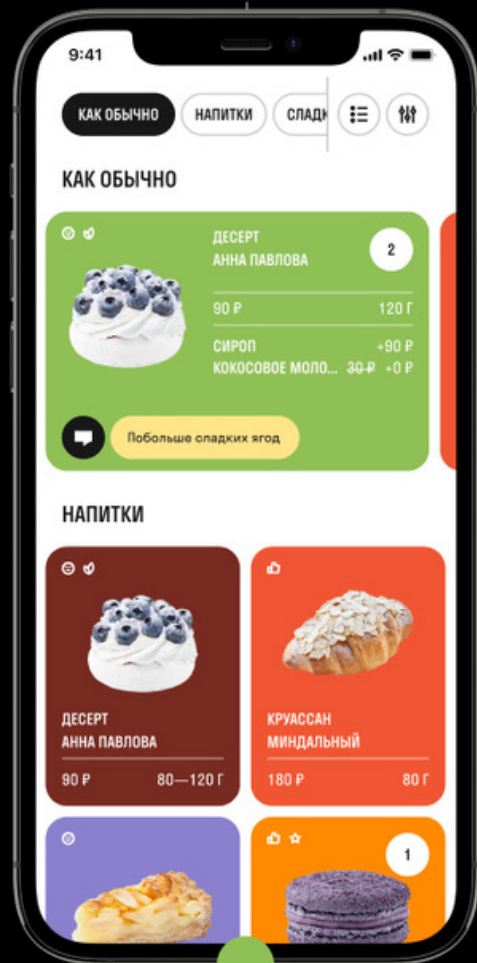 9:41
КАК ОБЫЧНО
НАПИТКИ
СЛАДК
КАК ОБЫЧНО
ДЕСЕРТ
АННА ПАВЛОВА
2
90 ₽ 120 Г
СИРОП +90 ₽
КОКОСОВОЕ МОЛО... 30 ₽ +0 ₽
Побольше сладких ягод
НАПИТКИ
ДЕСЕРТ
АННА ПАВЛОВА
90 ₽ 80—120 Г
КРУАССАН
МИНДАЛЬНЫЙ
180 ₽ 80 Г
1